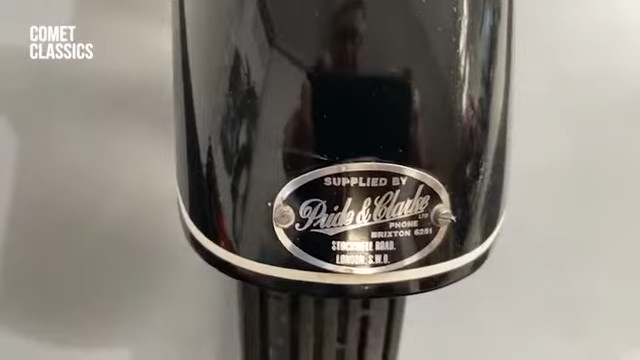 COMET
CLASSICS
SUPPLIED BY
Pride & Clarke LTD
PHONE
BRIXTON 6251
STOCKWELL ROAD.
LONDON. S.W.9.